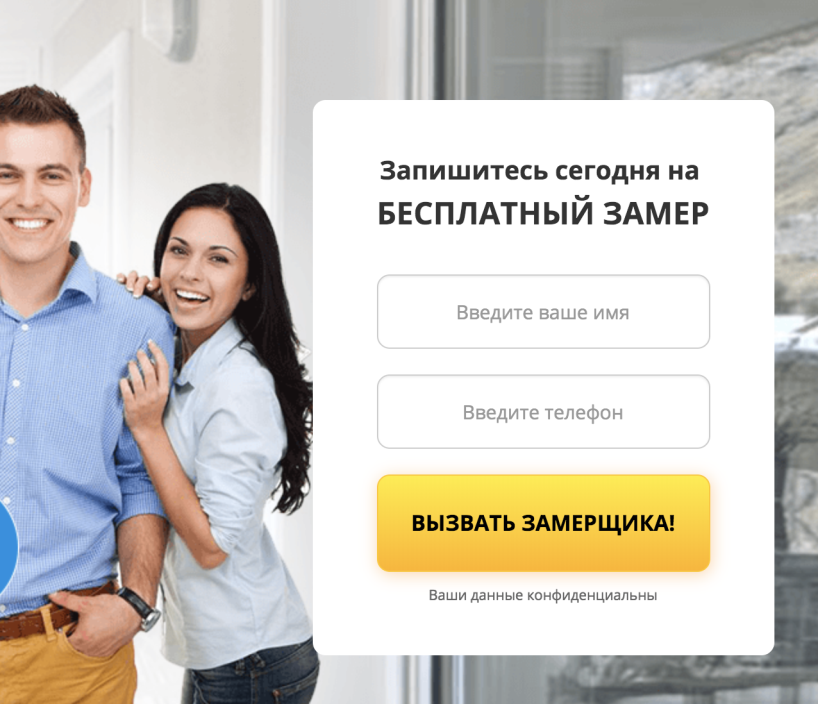 Запишитесь сегодня на
БЕСПЛАТНЫЙ ЗАМЕР
Введите ваше имя
Введите телефон
ВЫЗВАТЬ ЗАМЕРЩИКА!
Ваши данные конфиденциальны